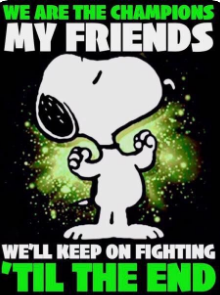 WE ARE THE CHAMPIONS
MY FRIENDS
WE'LL KEEP ON FIGHTING
'TIL THE END